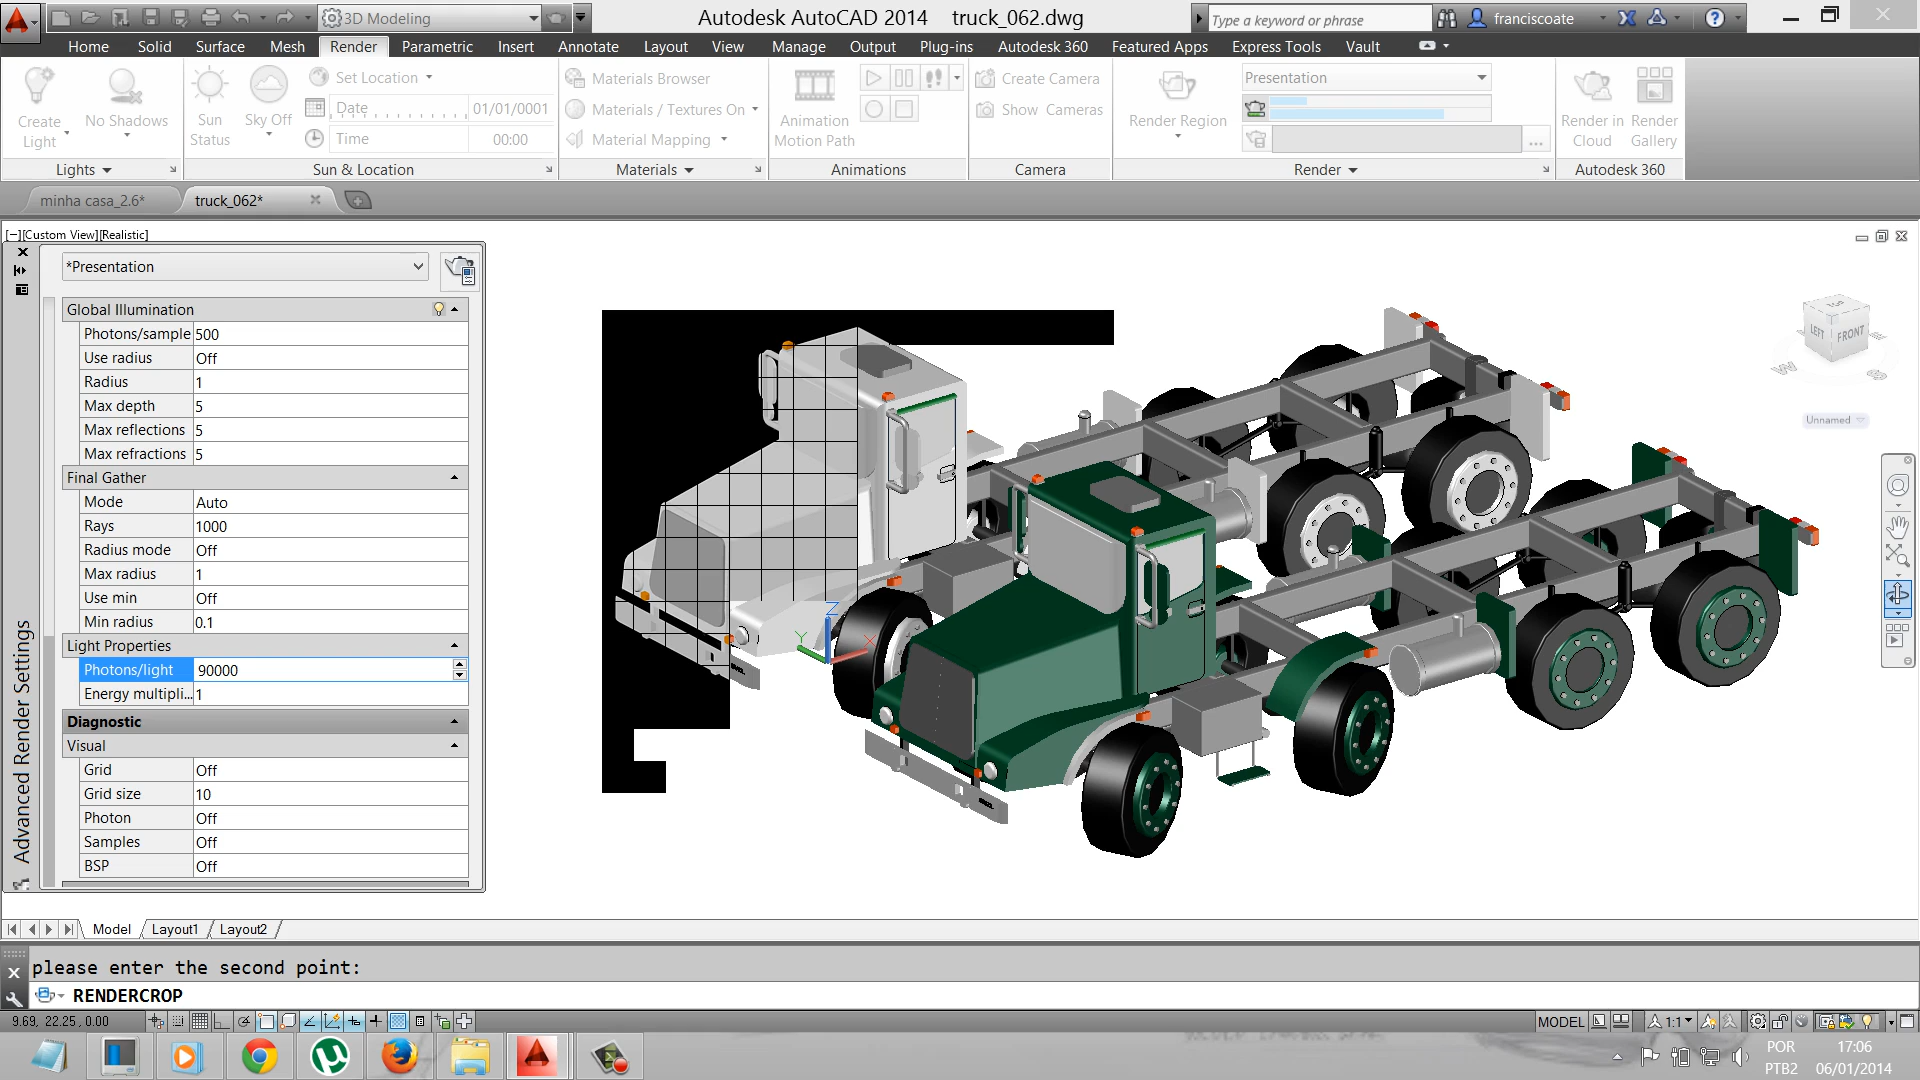 3D Modeling
Autodesk AutoCAD 2014 truck_062.dwg
Type a keyword or phrase
franciscoate
Home Solid Surface Mesh Render Parametric Insert Annotate Layout View Manage Output Plug-ins Autodesk 360 Featured Apps Express Tools Vault
Create Light
No Shadows
Lights
Sun Status
Sky Off
Set Location
Date 01/01/0001
Time 00:00
Sun & Location
Materials Browser
Materials / Textures On
Material Mapping
Materials
Animation Motion Path
Animations
Create Camera
Show Cameras
Camera
Render Region
Presentation
...
Render
Render in Cloud
Render Gallery
Autodesk 360
minha casa_2.6*
truck_062*
[−][Custom View][Realistic]
Advanced Render Settings
*Presentation
Global Illumination
Photons/sample 500
Use radius Off
Radius 1
Max depth 5
Max reflections 5
Max refractions 5
Final Gather
Mode Auto
Rays 1000
Radius mode Off
Max radius 1
Use min Off
Min radius 0.1
Light Properties
Photons/light 90000
Energy multipli... 1
Diagnostic
Visual
Grid Off
Grid size 10
Photon Off
Samples Off
BSP Off
Z
Y
X
TOP
LEFT
FRONT
W
S
E
Unnamed
Model Layout1 Layout2
please enter the second point:
RENDERCROP
9.69, 22.25, 0.00
MODEL
1:1
POR
PTB2
17:06
06/01/2014